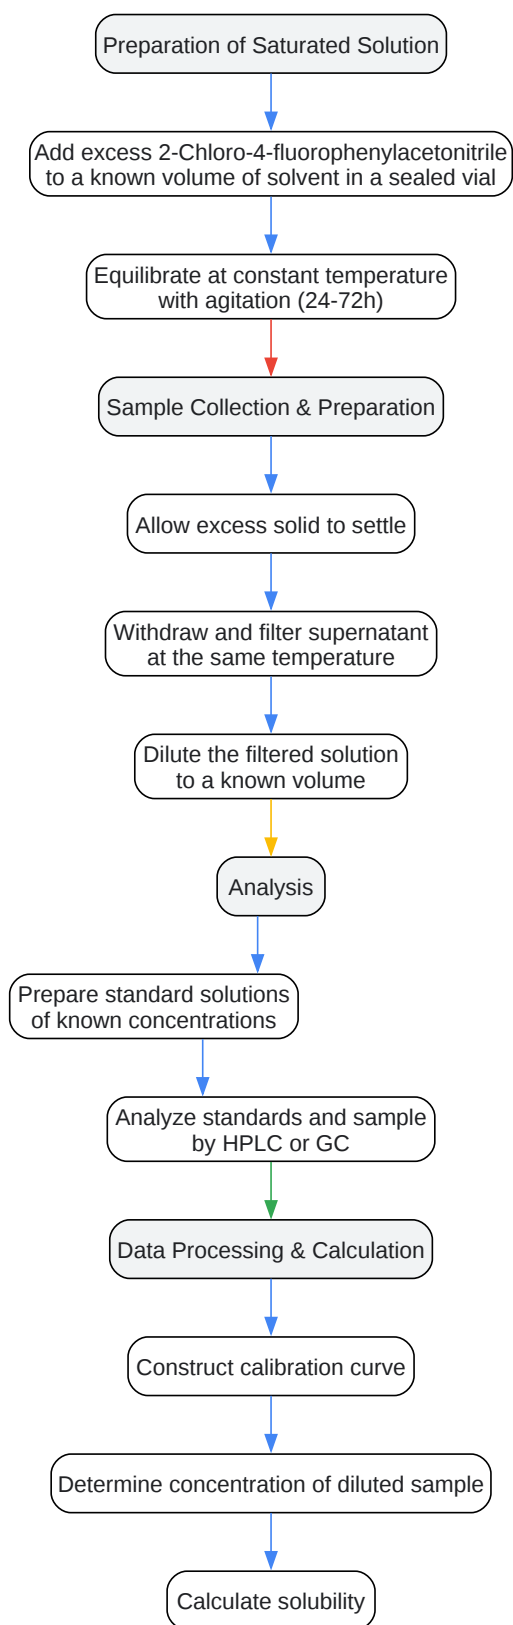 Preparation of Saturated Solution
Add excess 2-Chloro-4-fluorophenylacetonitrile
to a known volume of solvent in a sealed vial
Equilibrate at constant temperature
with agitation (24-72h)
Sample Collection & Preparation
Allow excess solid to settle
Withdraw and filter supernatant
at the same temperature
Dilute the filtered solution
to a known volume
Analysis
Prepare standard solutions
of known concentrations
Analyze standards and sample
by HPLC or GC
Data Processing & Calculation
Construct calibration curve
Determine concentration of diluted sample
Calculate solubility